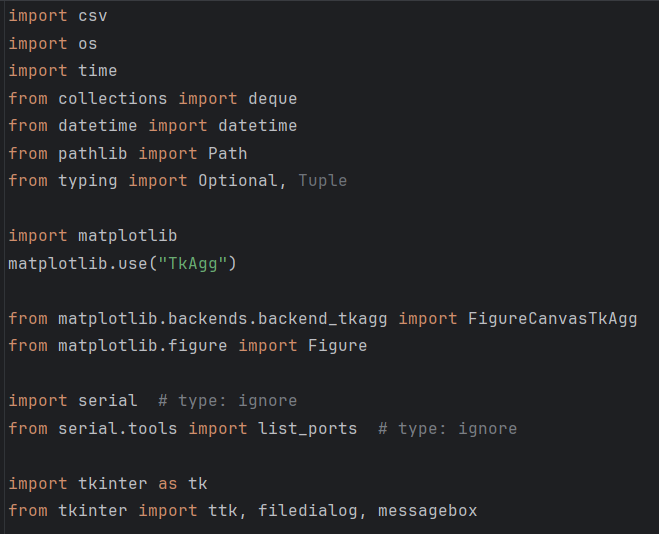 import csv
import os
import time
from collections import deque
from datetime import datetime
from pathlib import Path
from typing import Optional, Tuple
import matplotlib
matplotlib.use("TkAgg")
from matplotlib.backends.backend_tkagg import FigureCanvasTkAgg
from matplotlib.figure import Figure
import serial  # type: ignore
from serial.tools import list_ports  # type: ignore
import tkinter as tk
from tkinter import ttk, filedialog, messagebox